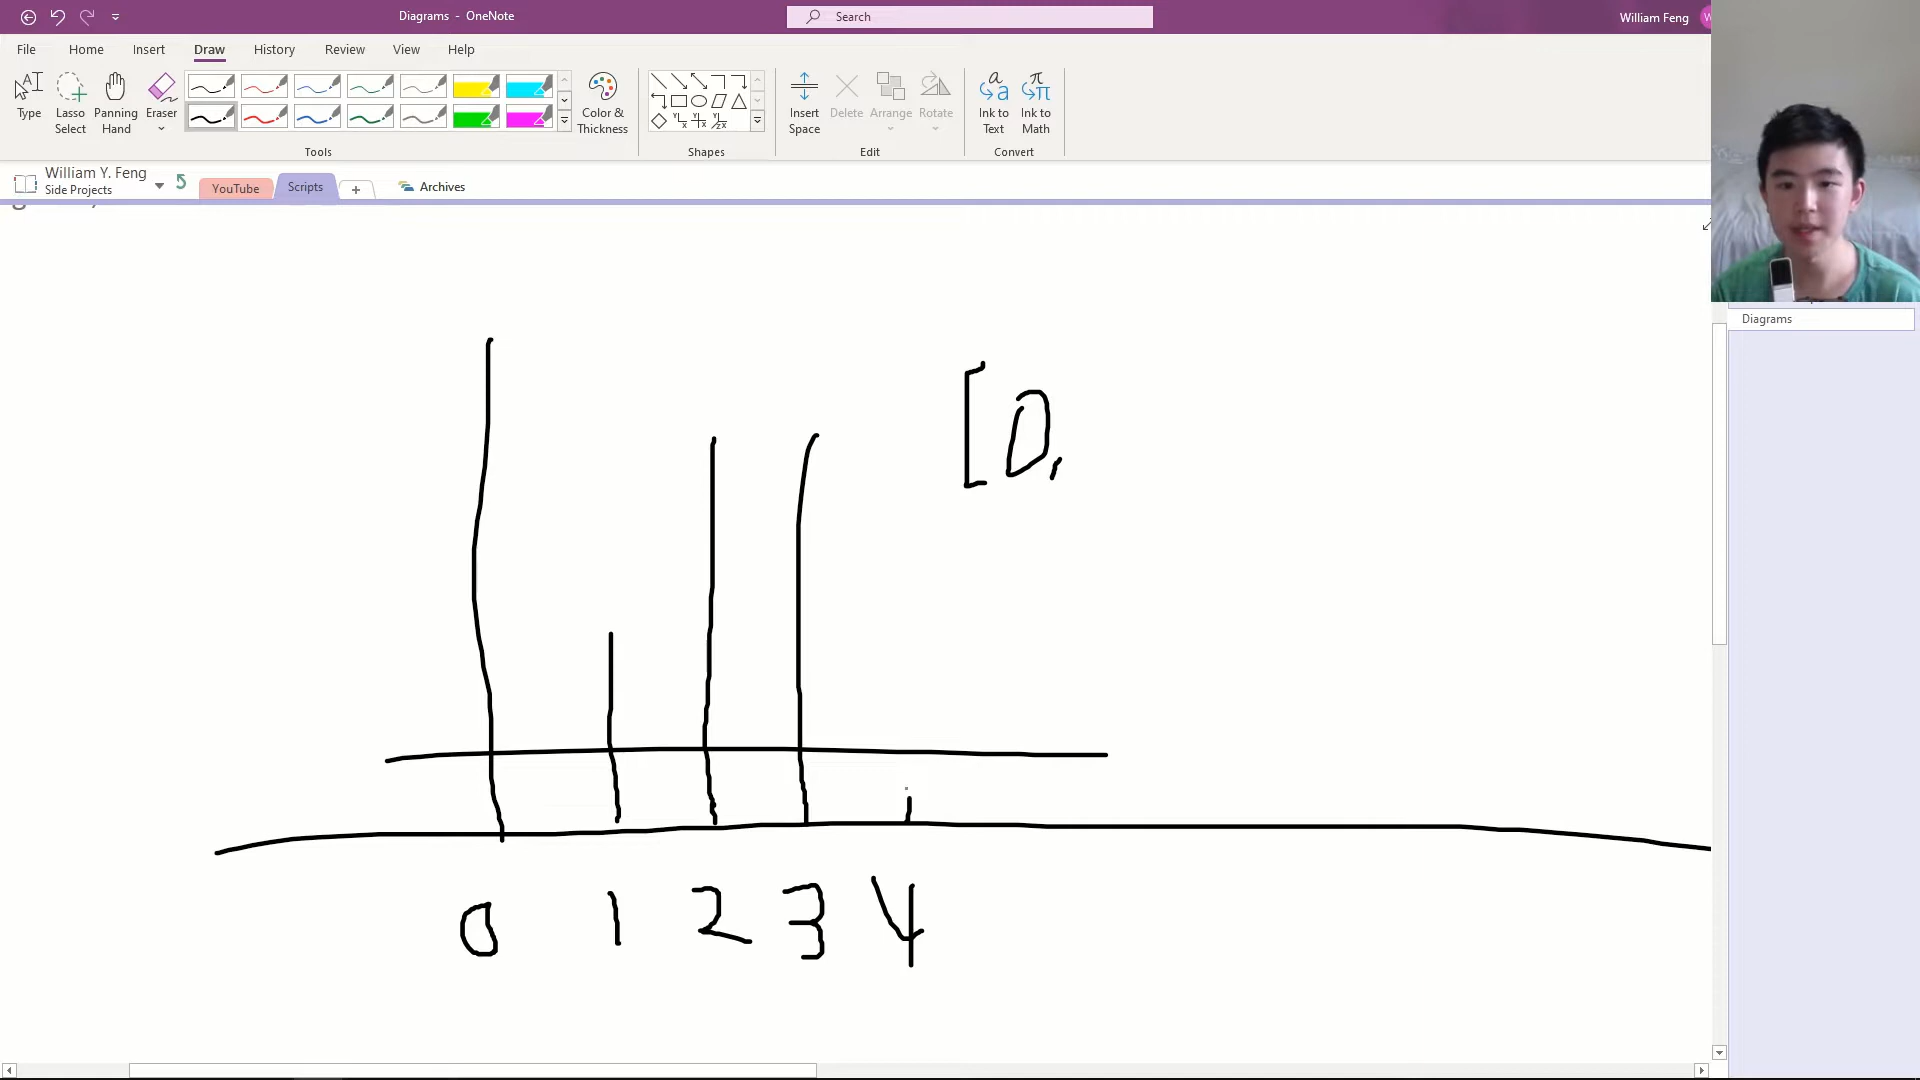 Diagrams - OneNote
Search
William Feng
File Home Insert Draw History Review View Help
Type
Lasso Select
Panning Hand
Eraser
Color & Thickness
Insert Space
Delete
Arrange
Rotate
Ink to Text
Ink to Math
Tools
Shapes
Edit
Convert
William Y. Feng
Side Projects
YouTube
Scripts
+
Archives
Diagrams
[0,
0 1 2 3 4